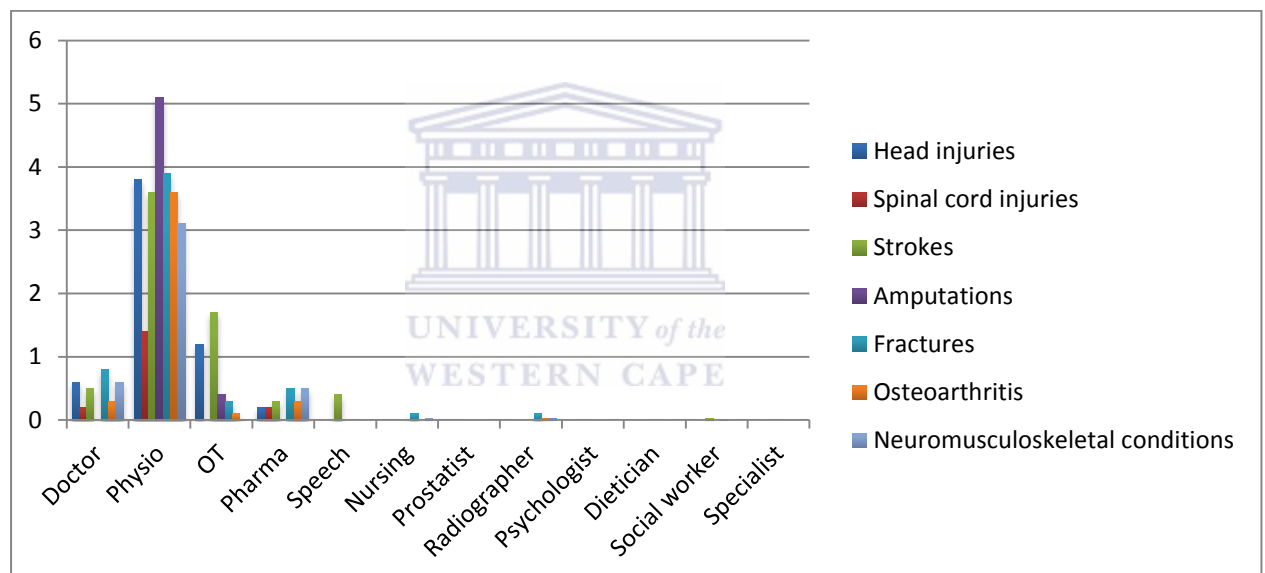 6
5
4
3
2
1
0
Doctor
Physio
OT
Pharma
Speech
Nursing
Prostatist
Radiographer
Psychologist
Dietician
Social worker
Specialist
Head injuries
Spinal cord injuries
Strokes
Amputations
Fractures
Osteoarthritis
Neuromusculoskeletal conditions
UNIVERSITY of the
WESTERN CAPE